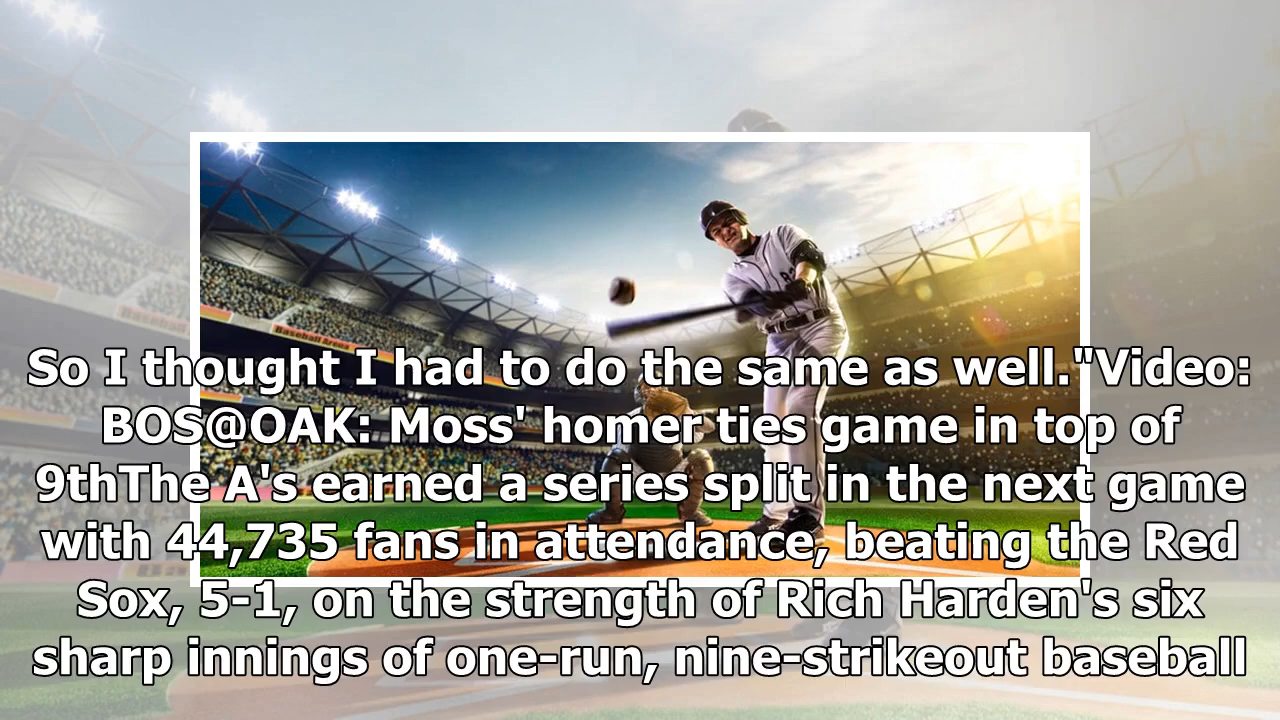 Baseball Arena
So I thought I had to do the same as well."Video:
BOS@OAK: Moss' homer ties game in top of
9thThe A's earned a series split in the next game
with 44,735 fans in attendance, beating the Red
Sox, 5-1, on the strength of Rich Harden's six
sharp innings of one-run, nine-strikeout baseball